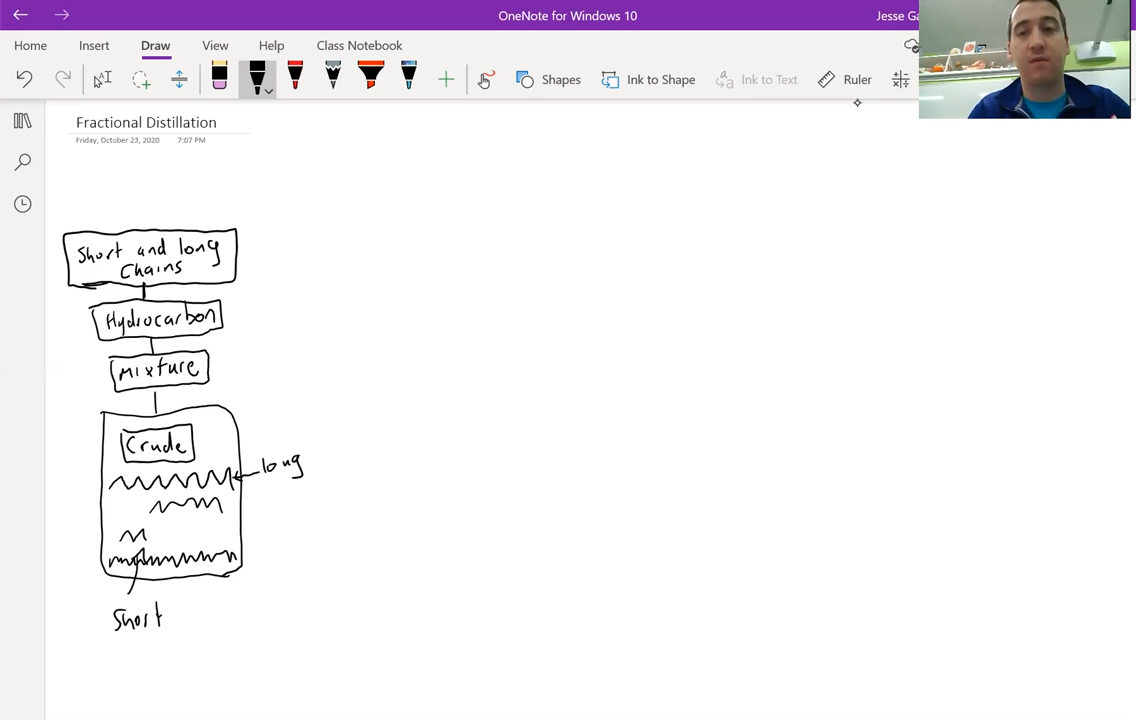 OneNote for Windows 10
Jesse Ga
Home
Insert
Draw
View
Help
Class Notebook
Shapes
Ink to Shape
Ink to Text
Ruler
Fractional Distillation
Friday, October 23, 2020
7:07 PM
Short and long
Chains
Hydrocarbon
Mixture
Crude
long
Short